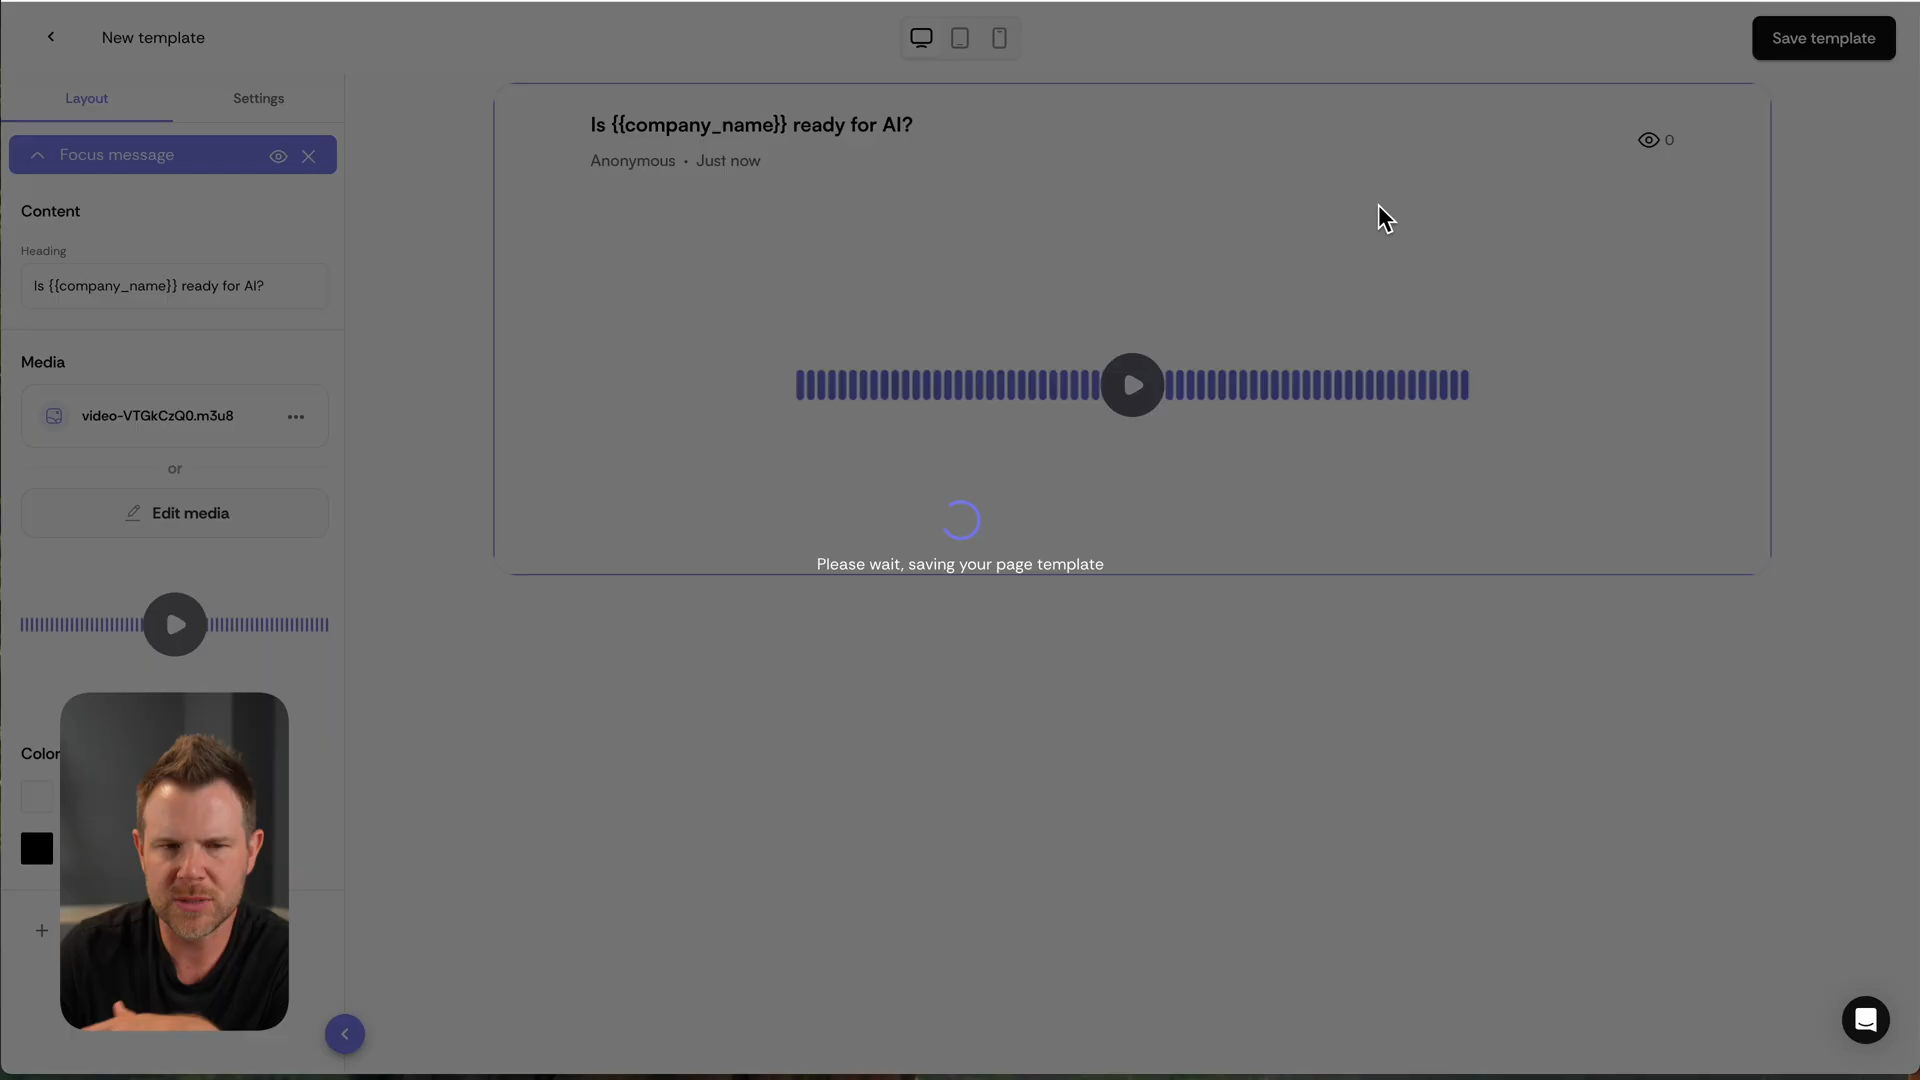 New template
Save template
Layout
Settings
Focus message
Content
Heading
Is {{company_name}} ready for AI?
Media
video-VTGkCzQ0.m3u8
or
Edit media
Color
Is {{company_name}} ready for AI?
Anonymous • Just now
0
Please wait, saving your page template